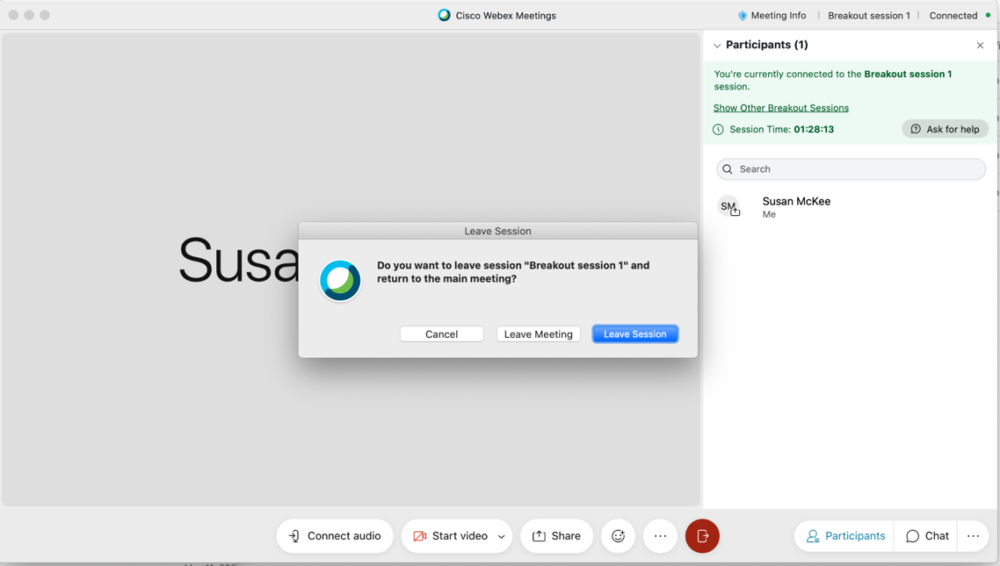 Cisco Webex Meetings
Meeting Info
Breakout session 1
Connected
Participants (1)
You're currently connected to the Breakout session 1
session.
Show Other Breakout Sessions
Session Time: 01:28:13
Ask for help
Search
SM
Susan McKee
Me
Susa
Leave Session
Do you want to leave session "Breakout session 1" and
return to the main meeting?
Cancel
Leave Meeting
Leave Session
Connect audio
Start video
Share
Participants
Chat